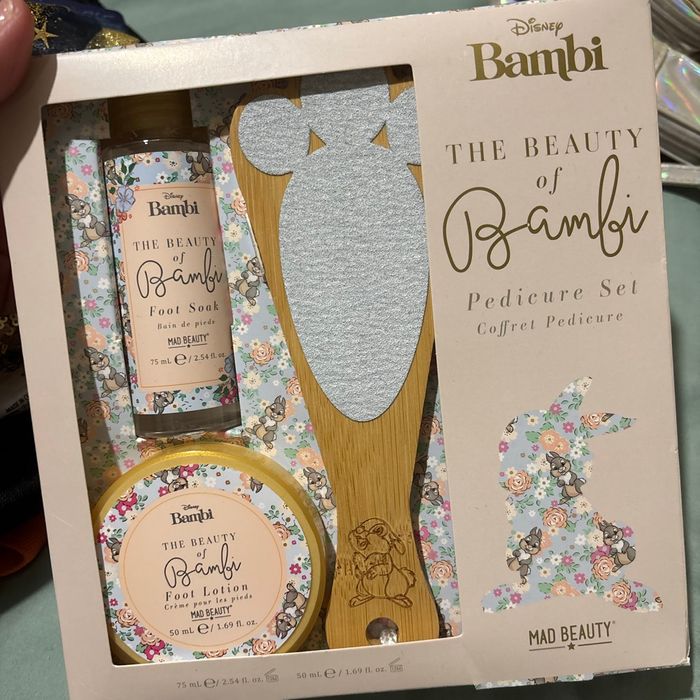 Disney
Bambi
THE BEAUTY
of
Bambi
Pedicure Set
Coffret Pedicure
MAD BEAUTY
Disney
Bambi
THE BEAUTY
of
Bambi
Foot Soak
Bain de pieds
MAD BEAUTY
75 mL ℮ / 2.54 fl. oz.
Disney
Bambi
THE BEAUTY
of
Bambi
Foot Lotion
Crème pour les pieds
MAD BEAUTY
50 mL ℮ / 1.69 fl. oz.
75 mL ℮ / 2.54 fl. oz.
50 mL ℮ / 1.69 fl. oz.